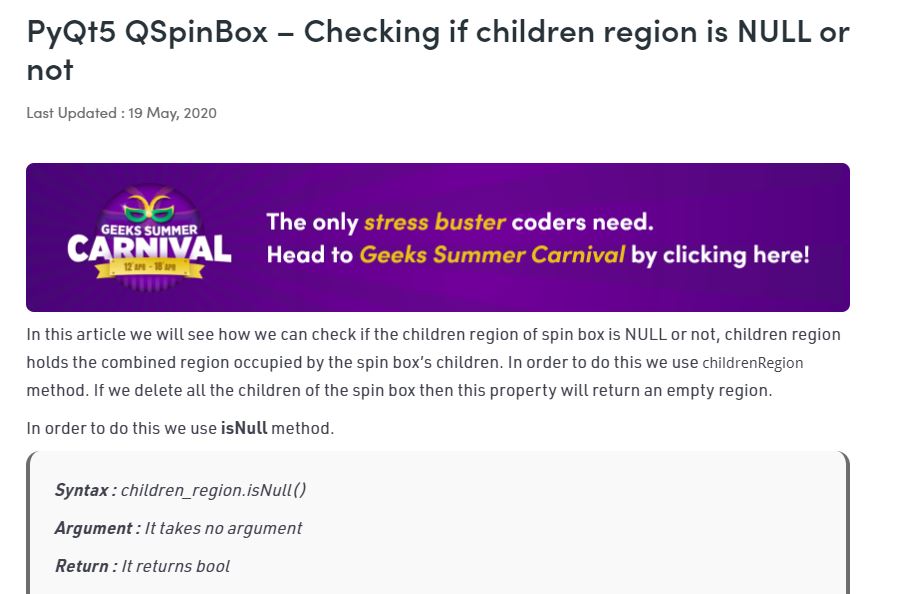 PyQt5 QSpinBox – Checking if children region is NULL or
not
Last Updated : 19 May, 2020
GEEKS SUMMER
CARNIVAL
12 APR - 18 APR
The only stress buster coders need.
Head to Geeks Summer Carnival by clicking here!
In this article we will see how we can check if the children region of spin box is NULL or not, children region
holds the combined region occupied by the spin box's children. In order to do this we use childrenRegion
method. If we delete all the children of the spin box then this property will return an empty region.
In order to do this we use isNull method.
Syntax : children_region.isNull()
Argument : It takes no argument
Return : It returns bool